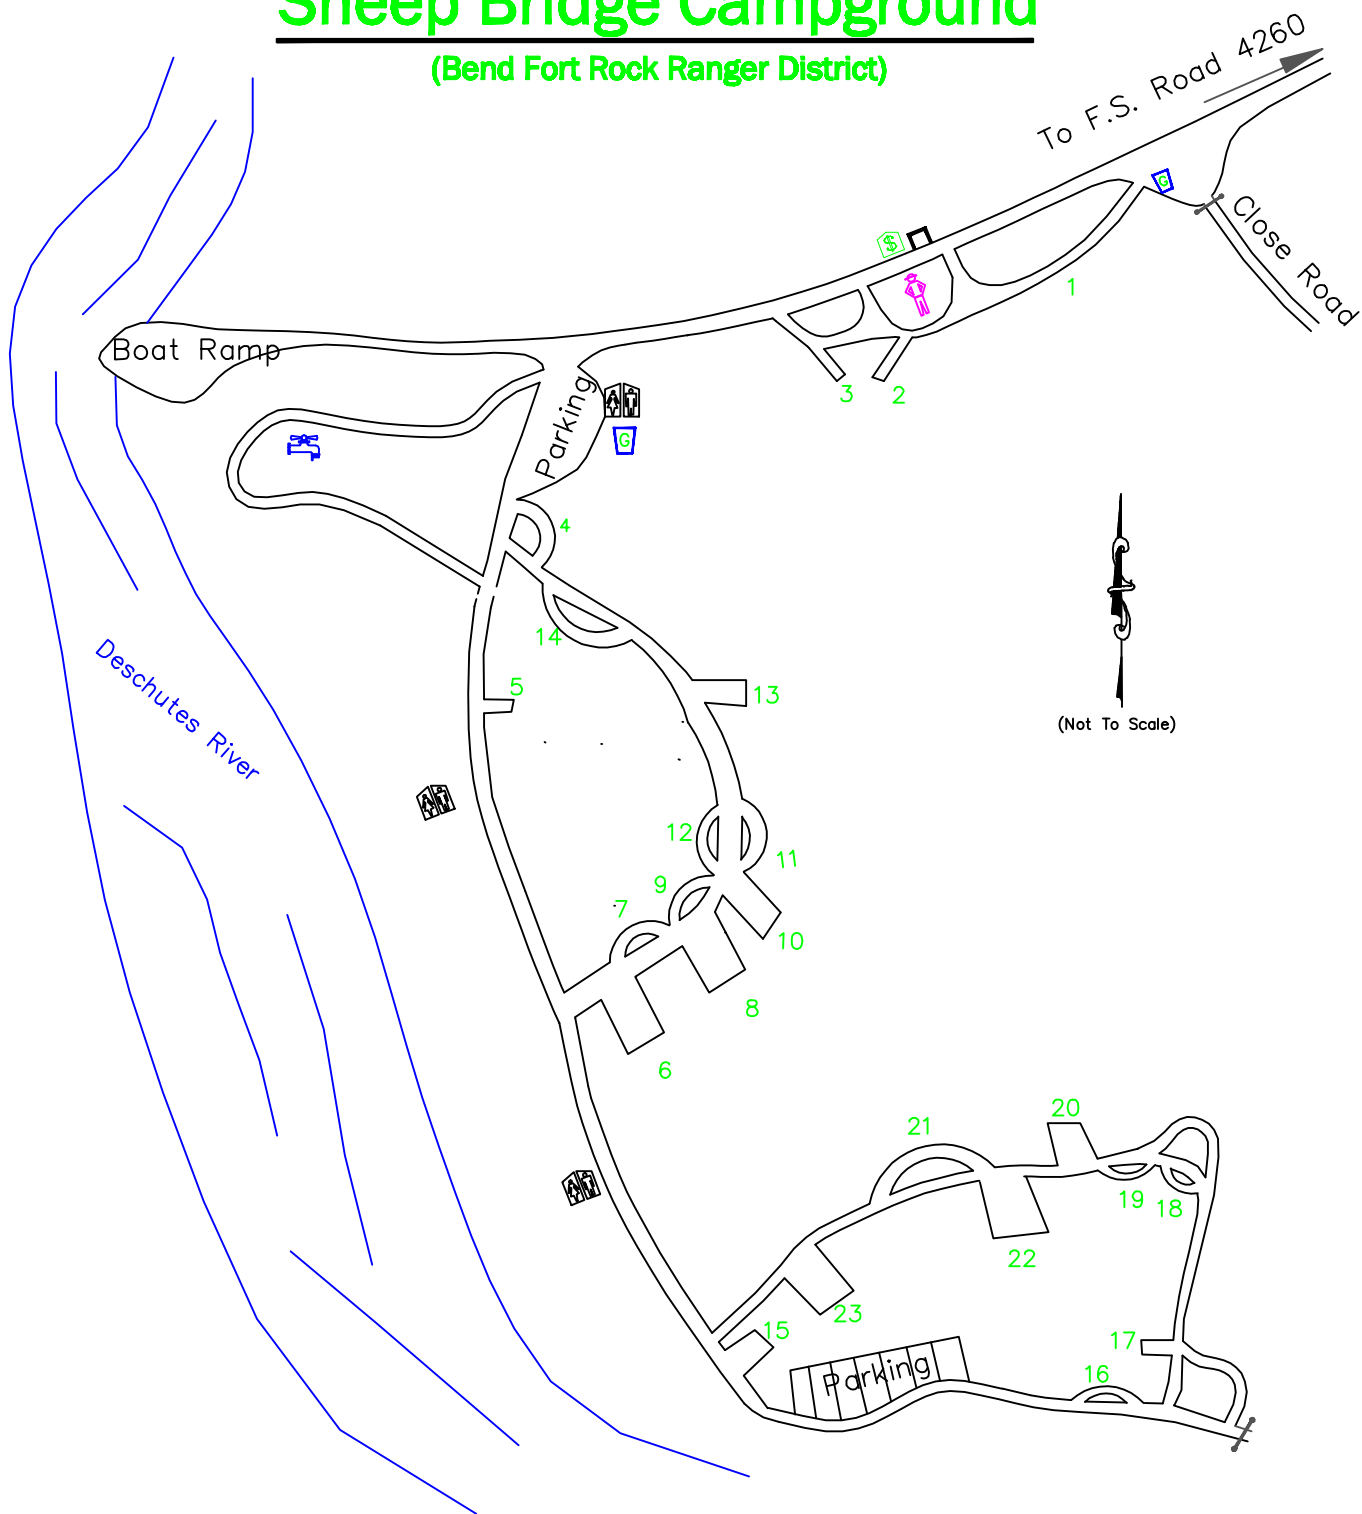 Sheep Bridge Campground
(Bend Fort Rock Ranger District)
To F.S. Road 4260
G
Close Road
$
1
Boat Ramp
Parking
3
2
G
4
14
Deschutes River
5
13
(Not To Scale)
12
11
9
7
10
8
6
20
21
19
18
22
23
15
17
Parking
16